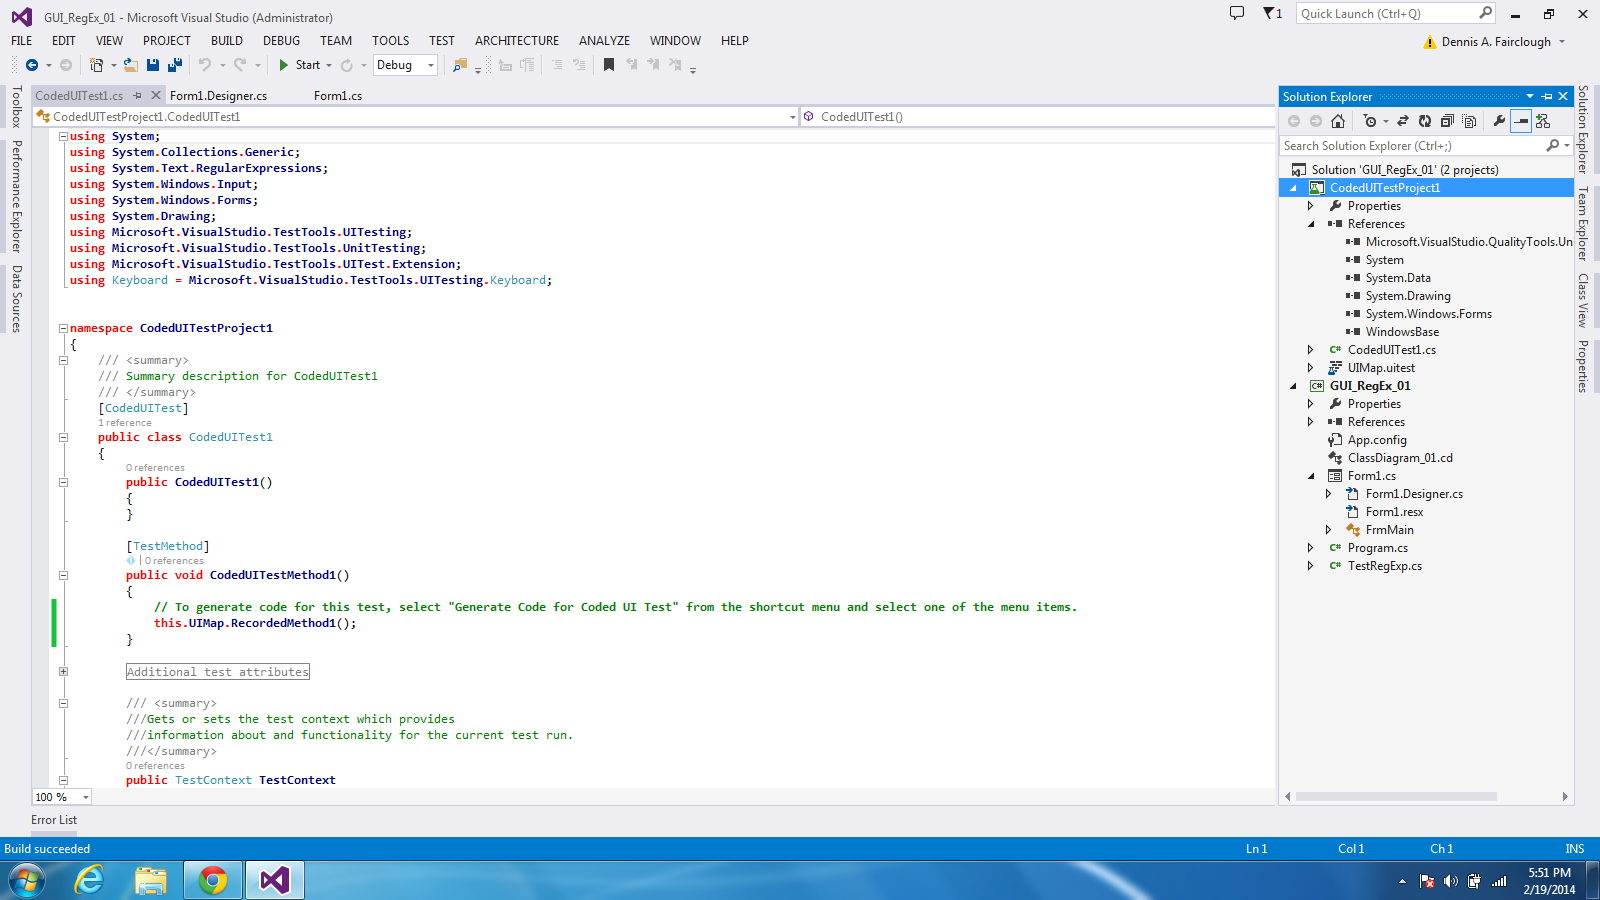 GUI_RegEx_01 - Microsoft Visual Studio (Administrator)
1
Quick Launch (Ctrl+Q)
FILE EDIT VIEW PROJECT BUILD DEBUG TEAM TOOLS TEST ARCHITECTURE ANALYZE WINDOW HELP
Dennis A. Fairclough
Start
Debug
Toolbox
Performance Explorer
Data Sources
CodedUITest1.cs
Form1.Designer.cs
Form1.cs
CodedUITestProject1.CodedUITest1
CodedUITest1()
using System;
using System.Collections.Generic;
using System.Text.RegularExpressions;
using System.Windows.Input;
using System.Windows.Forms;
using System.Drawing;
using Microsoft.VisualStudio.TestTools.UITesting;
using Microsoft.VisualStudio.TestTools.UnitTesting;
using Microsoft.VisualStudio.TestTools.UITest.Extension;
using Keyboard = Microsoft.VisualStudio.TestTools.UITesting.Keyboard;
namespace CodedUITestProject1
{
/// <summary>
/// Summary description for CodedUITest1
/// </summary>
[CodedUITest]
1 reference
public class CodedUITest1
{
0 references
public CodedUITest1()
{
}
[TestMethod]
| 0 references
public void CodedUITestMethod1()
{
// To generate code for this test, select "Generate Code for Coded UI Test" from the shortcut menu and select one of the menu items.
this.UIMap.RecordedMethod1();
}
Additional test attributes
/// <summary>
///Gets or sets the test context which provides
///information about and functionality for the current test run.
///</summary>
0 references
public TestContext TestContext
100 %
Solution Explorer
Search Solution Explorer (Ctrl+;)
Solution 'GUI_RegEx_01' (2 projects)
CodedUITestProject1
Properties
References
Microsoft.VisualStudio.QualityTools.Un
System
System.Data
System.Drawing
System.Windows.Forms
WindowsBase
CodedUITest1.cs
UIMap.uitest
GUI_RegEx_01
Properties
References
App.config
ClassDiagram_01.cd
Form1.cs
Form1.Designer.cs
Form1.resx
FrmMain
Program.cs
TestRegExp.cs
Solution Explorer
Team Explorer
Class View
Properties
Error List
Build succeeded
Ln 1 Col 1 Ch 1 INS
5:51 PM
2/19/2014